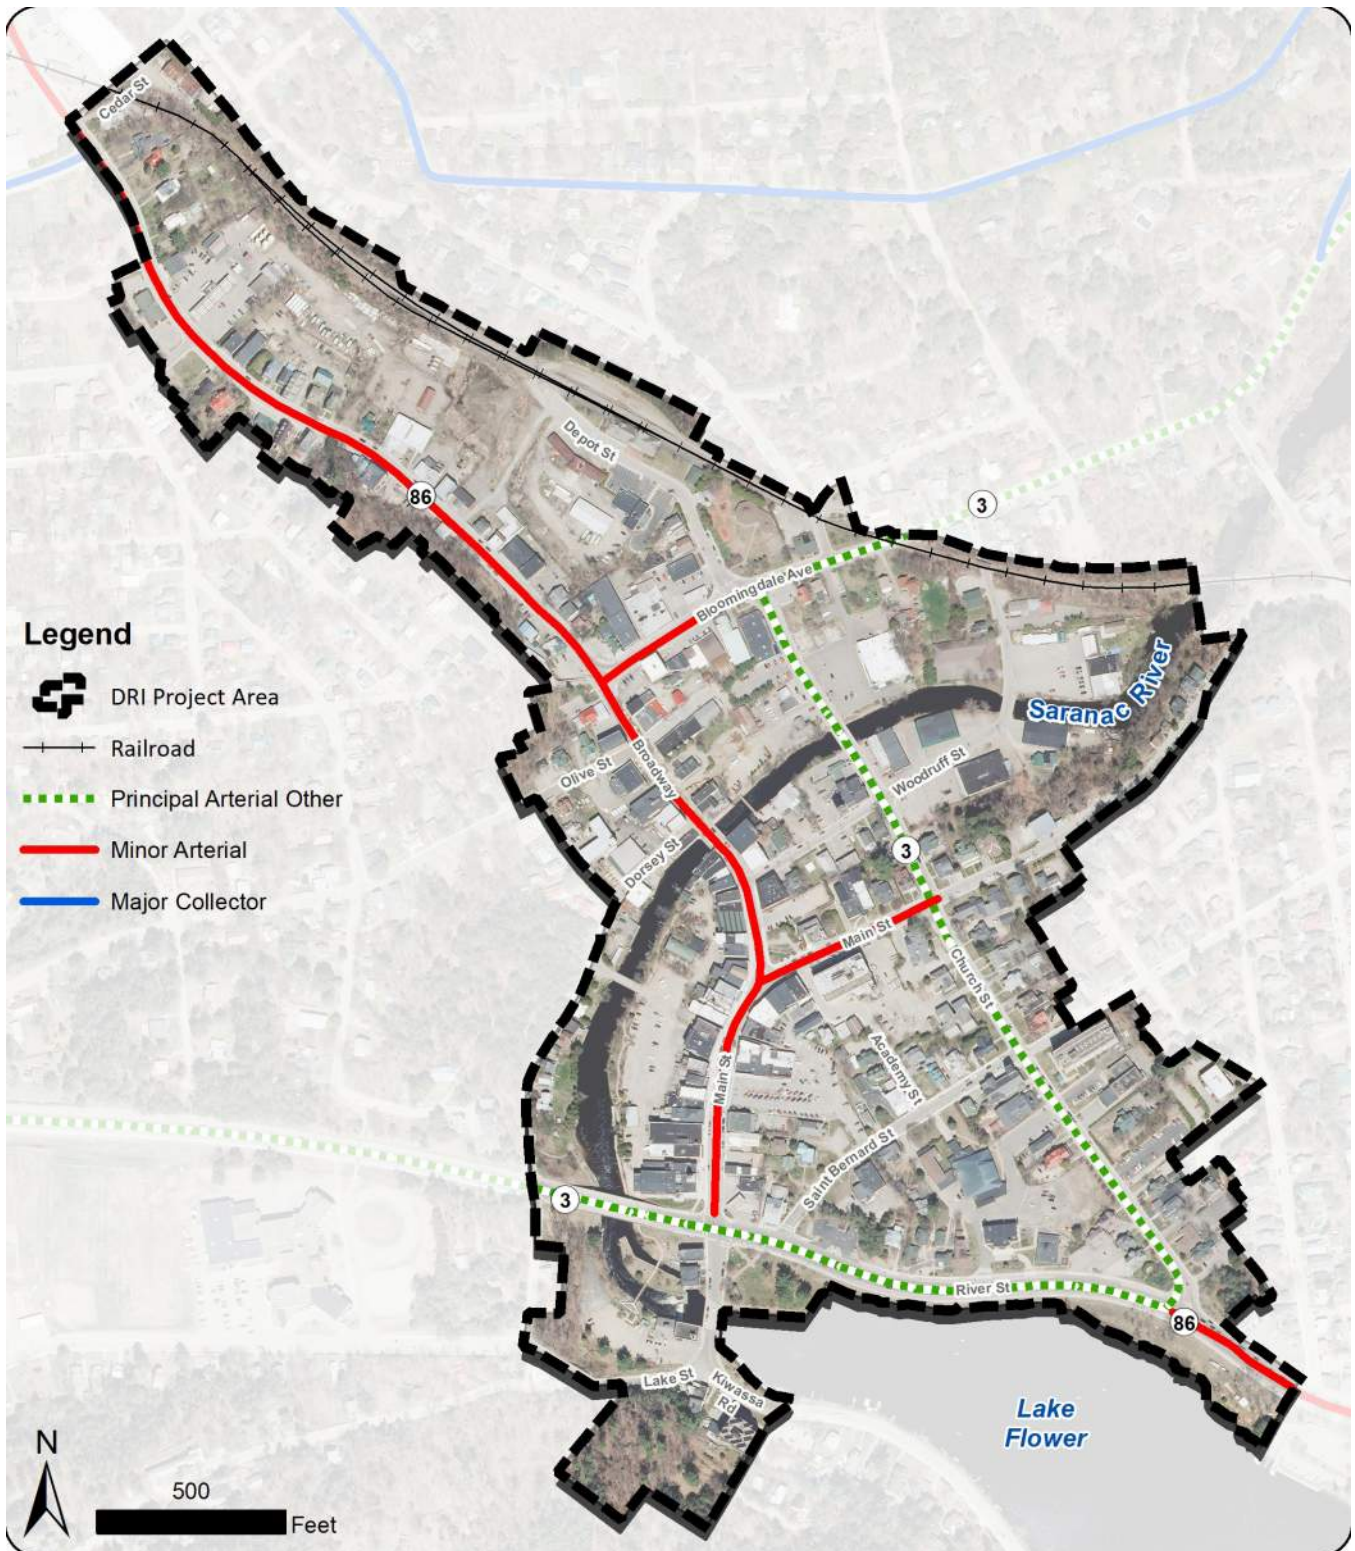 Cedar St
Depot St
86
3
Bloomingdale Ave
Legend
DRI Project Area
Railroad
Principal Arterial Other
Minor Arterial
Major Collector
Saranac River
Olive St
Broadway
Woodruff St
Dorsey St
3
Main St
Church St
Academy St
Main St
Saint Bernard St
3
River St
86
Lake St
Kiwassa
Rd
Lake
Flower
N
500
Feet